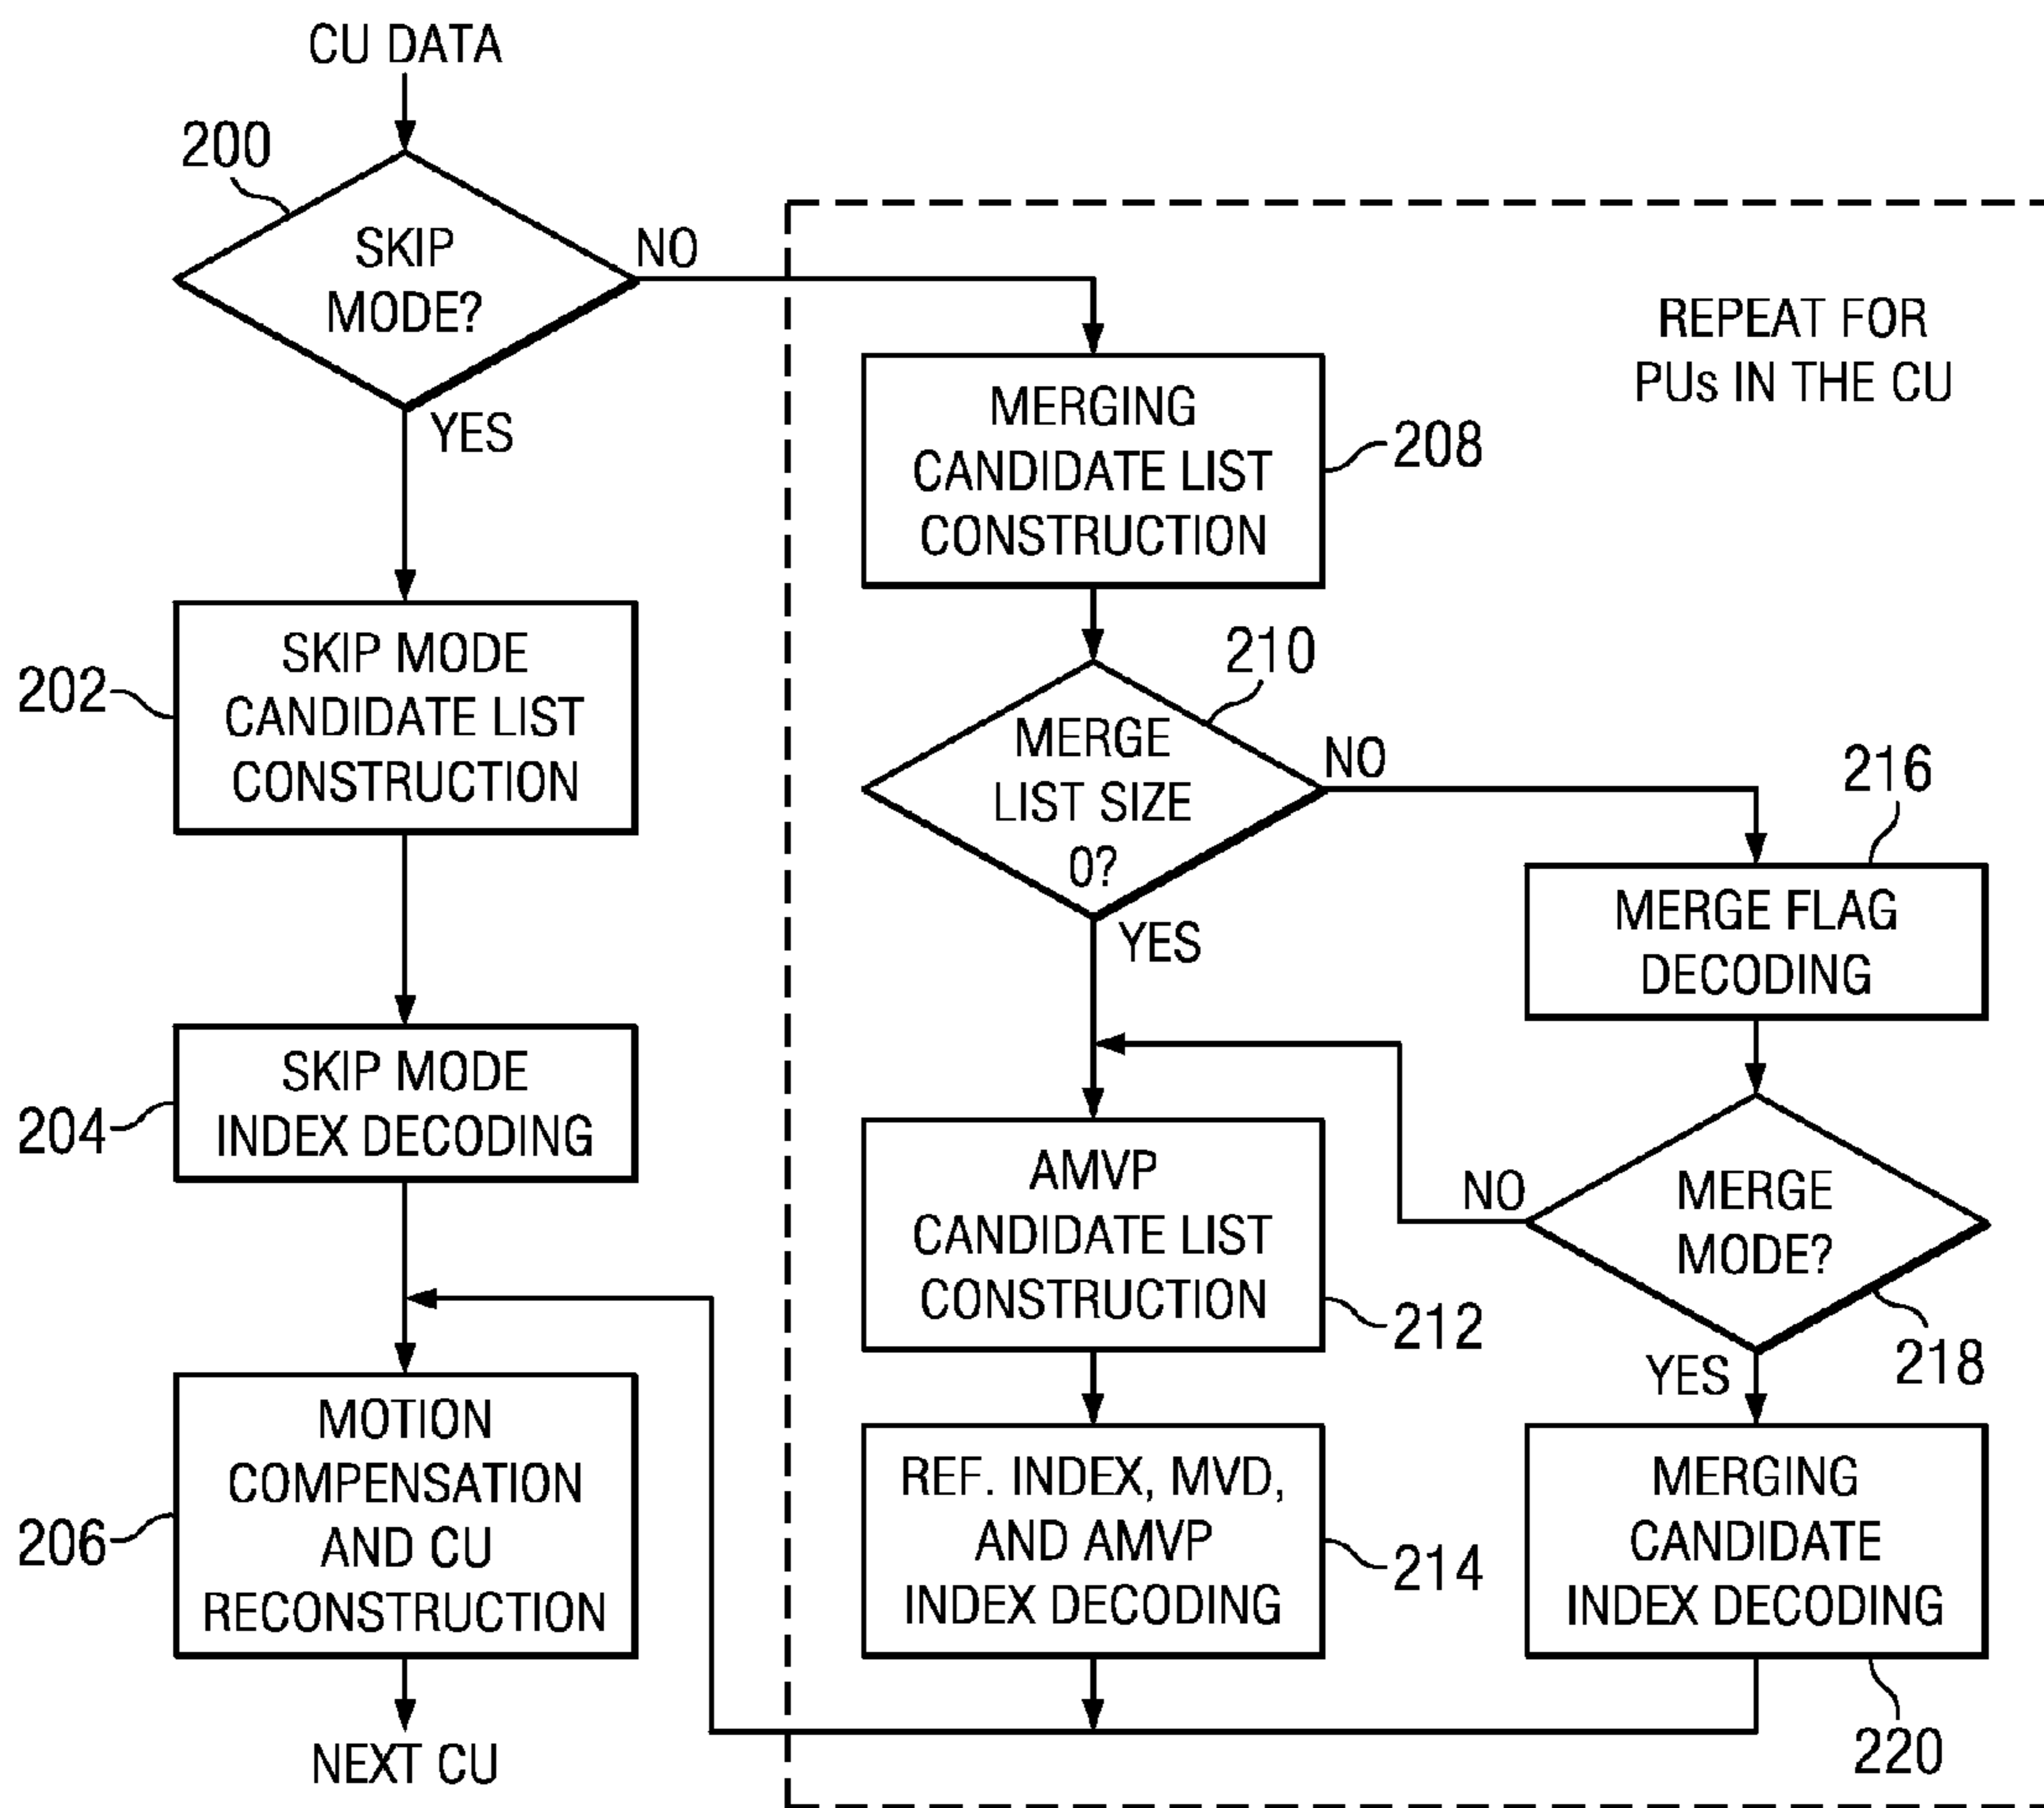 CU DATA
200
SKIP
MODE?
NO
YES
202
SKIP MODE
CANDIDATE LIST
CONSTRUCTION
204
SKIP MODE
INDEX DECODING
206
MOTION
COMPENSATION
AND CU
RECONSTRUCTION
NEXT CU
REPEAT FOR
PUs IN THE CU
MERGING
CANDIDATE LIST
CONSTRUCTION
208
210
MERGE
LIST SIZE
0?
NO
YES
216
MERGE FLAG
DECODING
AMVP
CANDIDATE LIST
CONSTRUCTION
212
NO
MERGE
MODE?
218
YES
REF. INDEX, MVD,
AND AMVP
INDEX DECODING
214
MERGING
CANDIDATE
INDEX DECODING
220